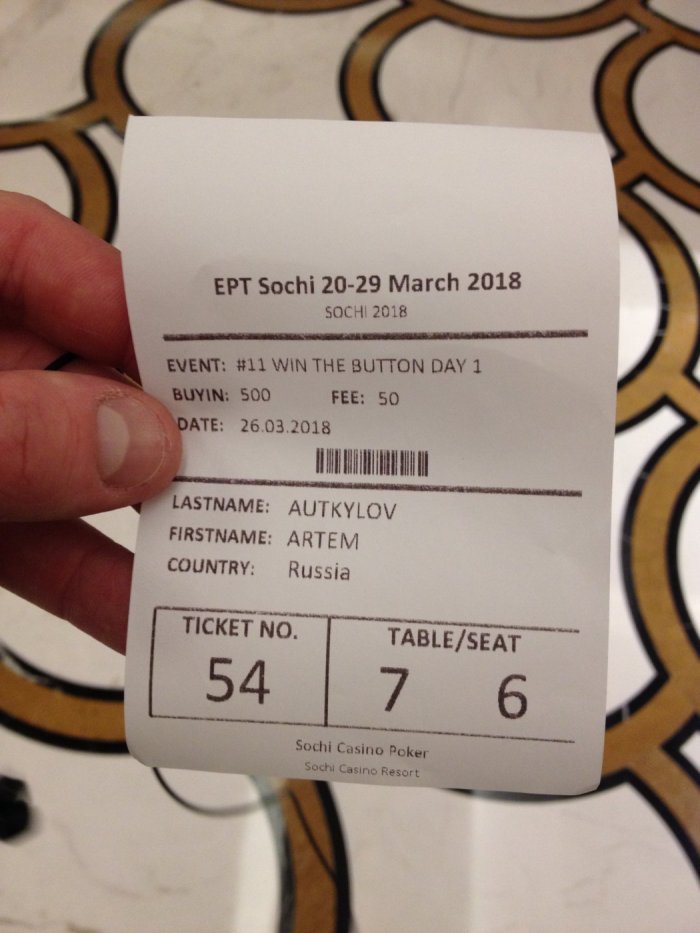 EPT Sochi 20-29 March 2018
SOCHI 2018
EVENT: #11 WIN THE BUTTON DAY 1
BUYIN: 500 FEE: 50
DATE: 26.03.2018
LASTNAME: AUTKYLOV
FIRSTNAME: ARTEM
COUNTRY: Russia
TICKET NO. TABLE/SEAT
54 7 6
Sochi Casino Poker
Sochi Casino Resort